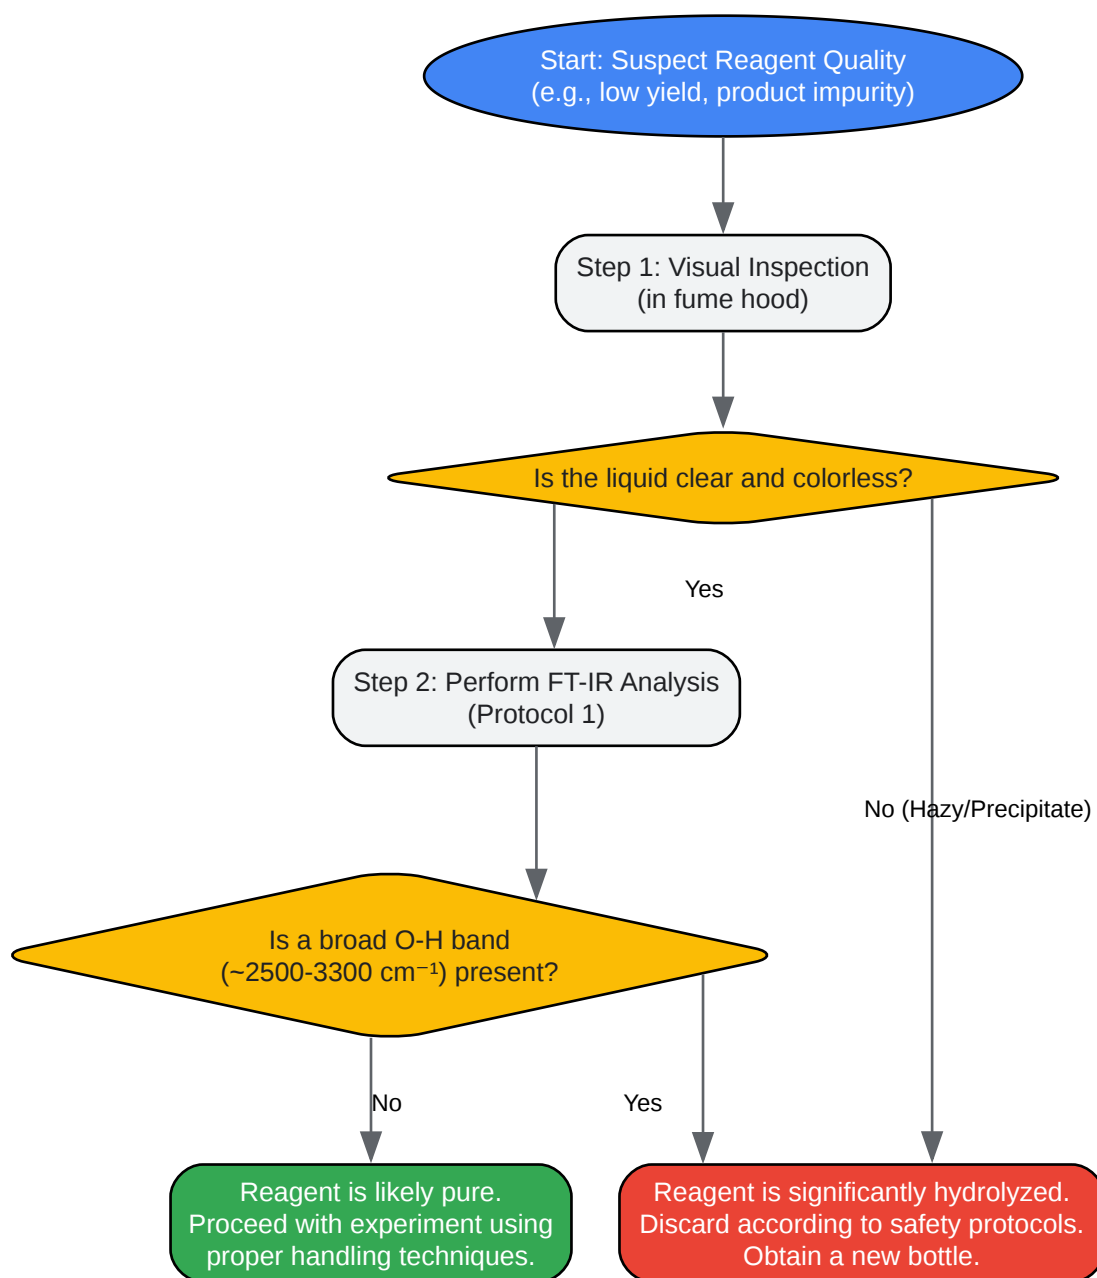 Start: Suspect Reagent Quality
(e.g., low yield, product impurity)
Step 1: Visual Inspection
(in fume hood)
Is the liquid clear and colorless?
Yes
Step 2: Perform FT-IR Analysis
(Protocol 1)
No (Hazy/Precipitate)
Is a broad O-H band
(~2500-3300 cm⁻¹) present?
No
Yes
Reagent is likely pure.
Proceed with experiment using
proper handling techniques.
Reagent is significantly hydrolyzed.
Discard according to safety protocols.
Obtain a new bottle.